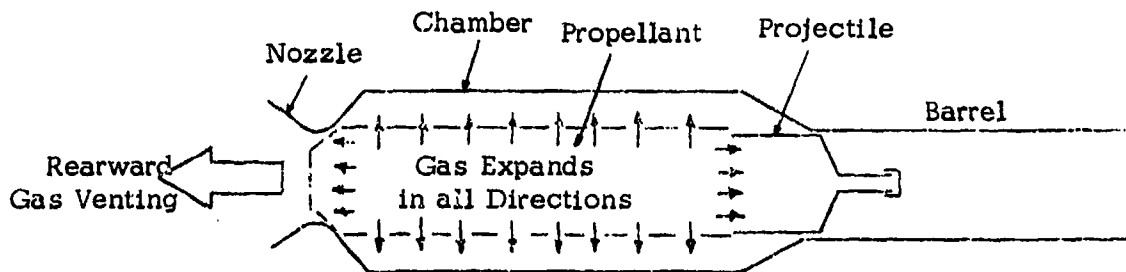 Chamber
Propellant
Projectile
Nozzle
Barrel
Rearward
Gas Venting
Gas Expands
in all Directions